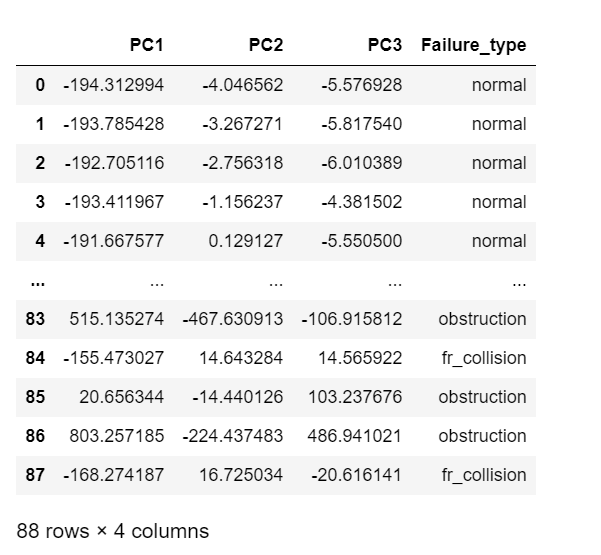 PC1 PC2 PC3 Failure_type
0 -194.312994 -4.046562 -5.576928 normal
1 -193.785428 -3.267271 -5.817540 normal
2 -192.705116 -2.756318 -6.010389 normal
3 -193.411967 -1.156237 -4.381502 normal
4 -191.667577 0.129127 -5.550500 normal
... ... ... ... ...
83 515.135274 -467.630913 -106.915812 obstruction
84 -155.473027 14.643284 14.565922 fr_collision
85 20.656344 -14.440126 103.237676 obstruction
86 803.257185 -224.437483 486.941021 obstruction
87 -168.274187 16.725034 -20.616141 fr_collision
88 rows × 4 columns